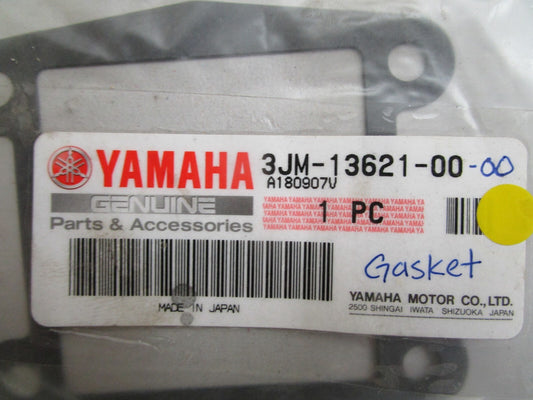 YAMAHA 3JM-13621-00-00
A180907V
GENUINE
Parts & Accessories
1 PC
Gasket
MADE IN JAPAN
YAMAHA MOTOR CO.,LTD.
2500 SHINGAI IWATA SHIZUOKA JAPAN